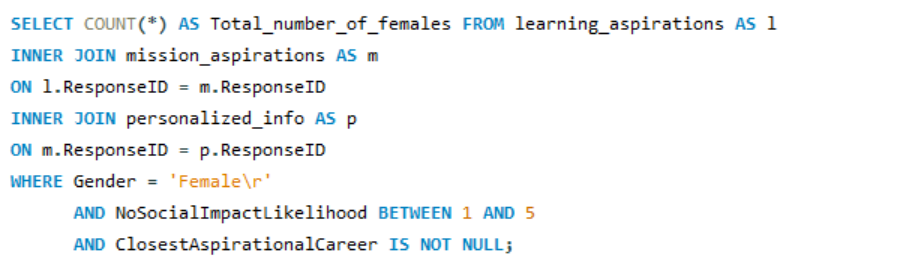 SELECT COUNT(*) AS Total_number_of_females FROM learning_aspirations AS l
INNER JOIN mission_aspirations AS m
ON l.ResponseID = m.ResponseID
INNER JOIN personalized_info AS p
ON m.ResponseID = p.ResponseID
WHERE Gender = 'Female\r'
AND NoSocialImpactLikelihood BETWEEN 1 AND 5
AND ClosestAspirationalCareer IS NOT NULL;